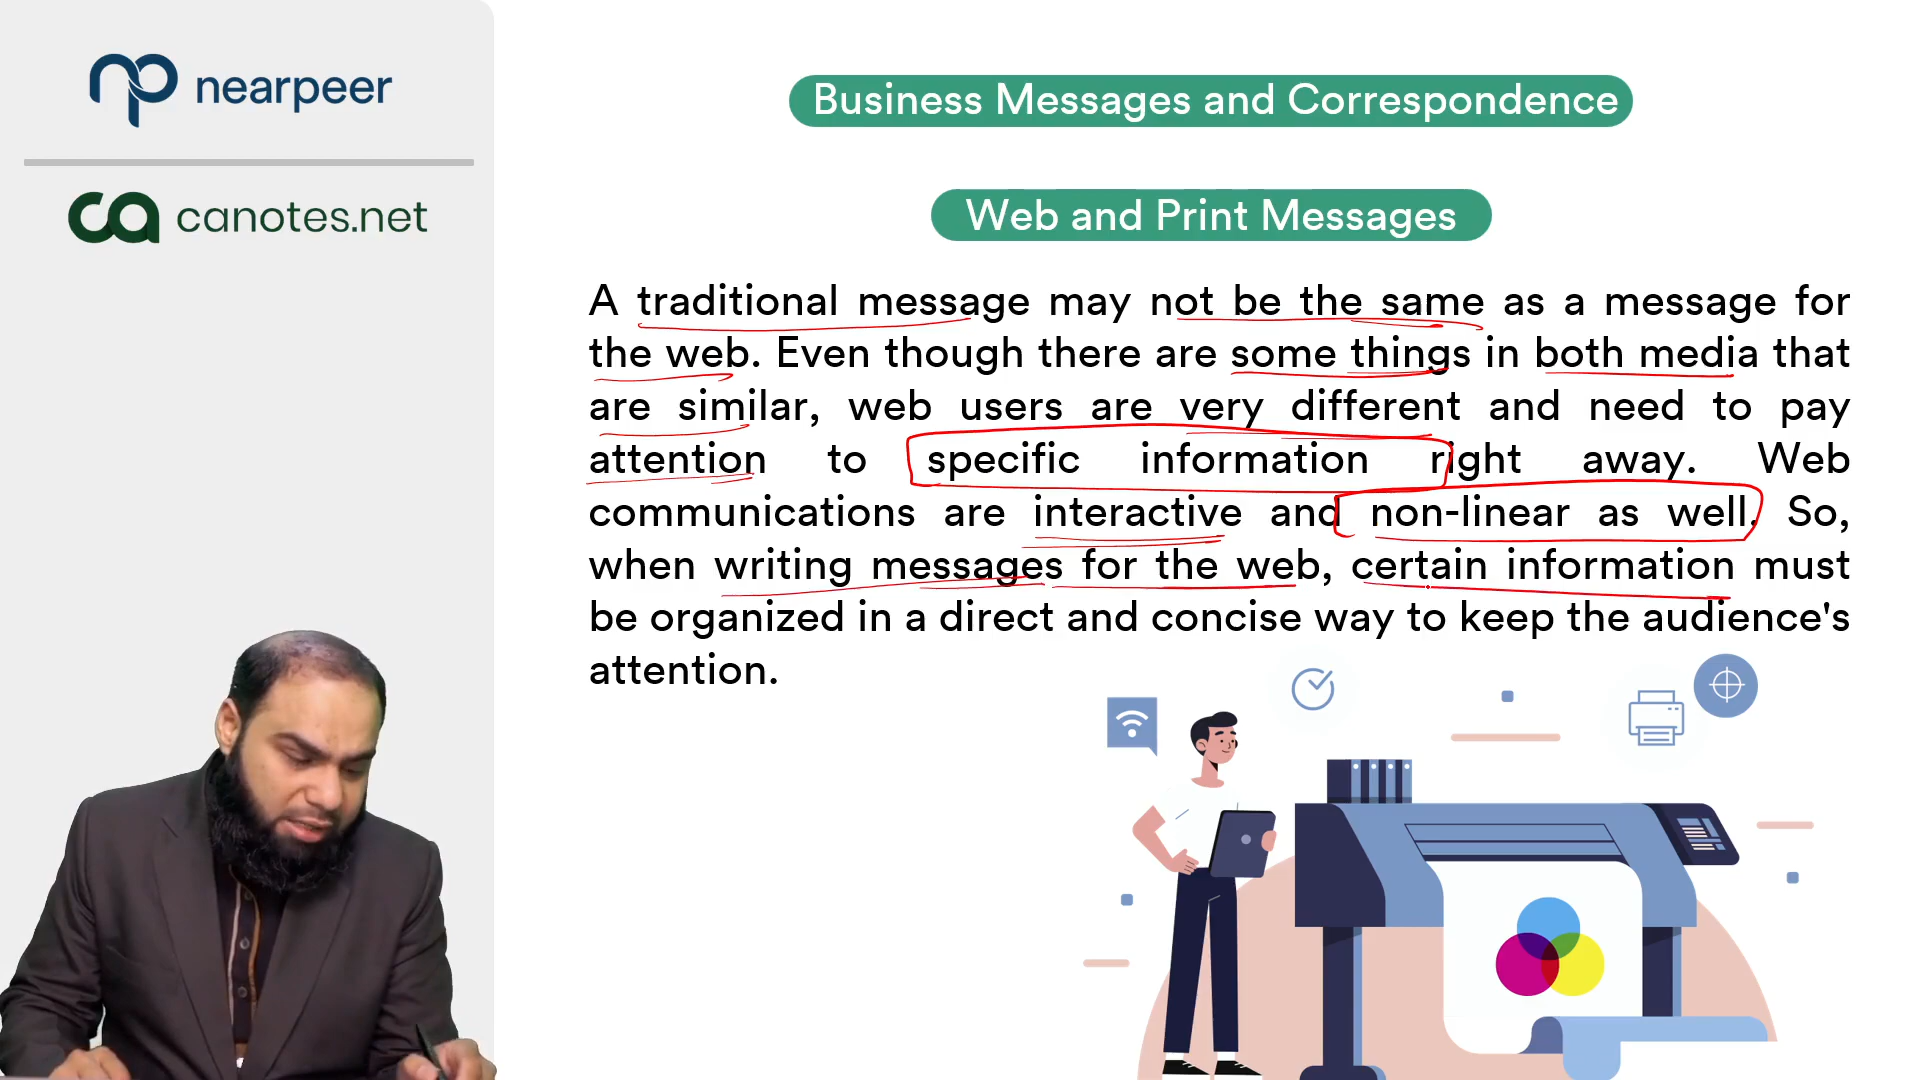 nearpeer
canotes.net
Business Messages and Correspondence
Web and Print Messages
A traditional message may not be the same as a message for
the web. Even though there are some things in both media that
are similar, web users are very different and need to pay
attention to specific information right away. Web
communications are interactive and non-linear as well. So,
when writing messages for the web, certain information must
be organized in a direct and concise way to keep the audience's
attention.